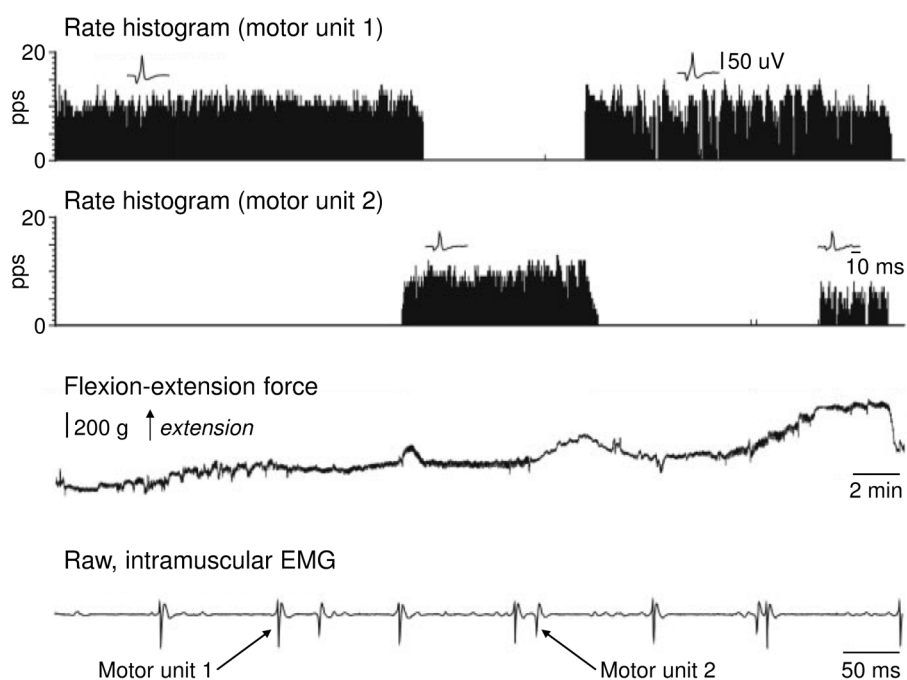 Rate histogram (motor unit 1)
20
50 uV
pps
10
0
Rate histogram (motor unit 2)
20
pps
10
10 ms
0
Flexion-extension force
200 g
extension
2 min
Raw, intramuscular EMG
Motor unit 1
Motor unit 2
50 ms